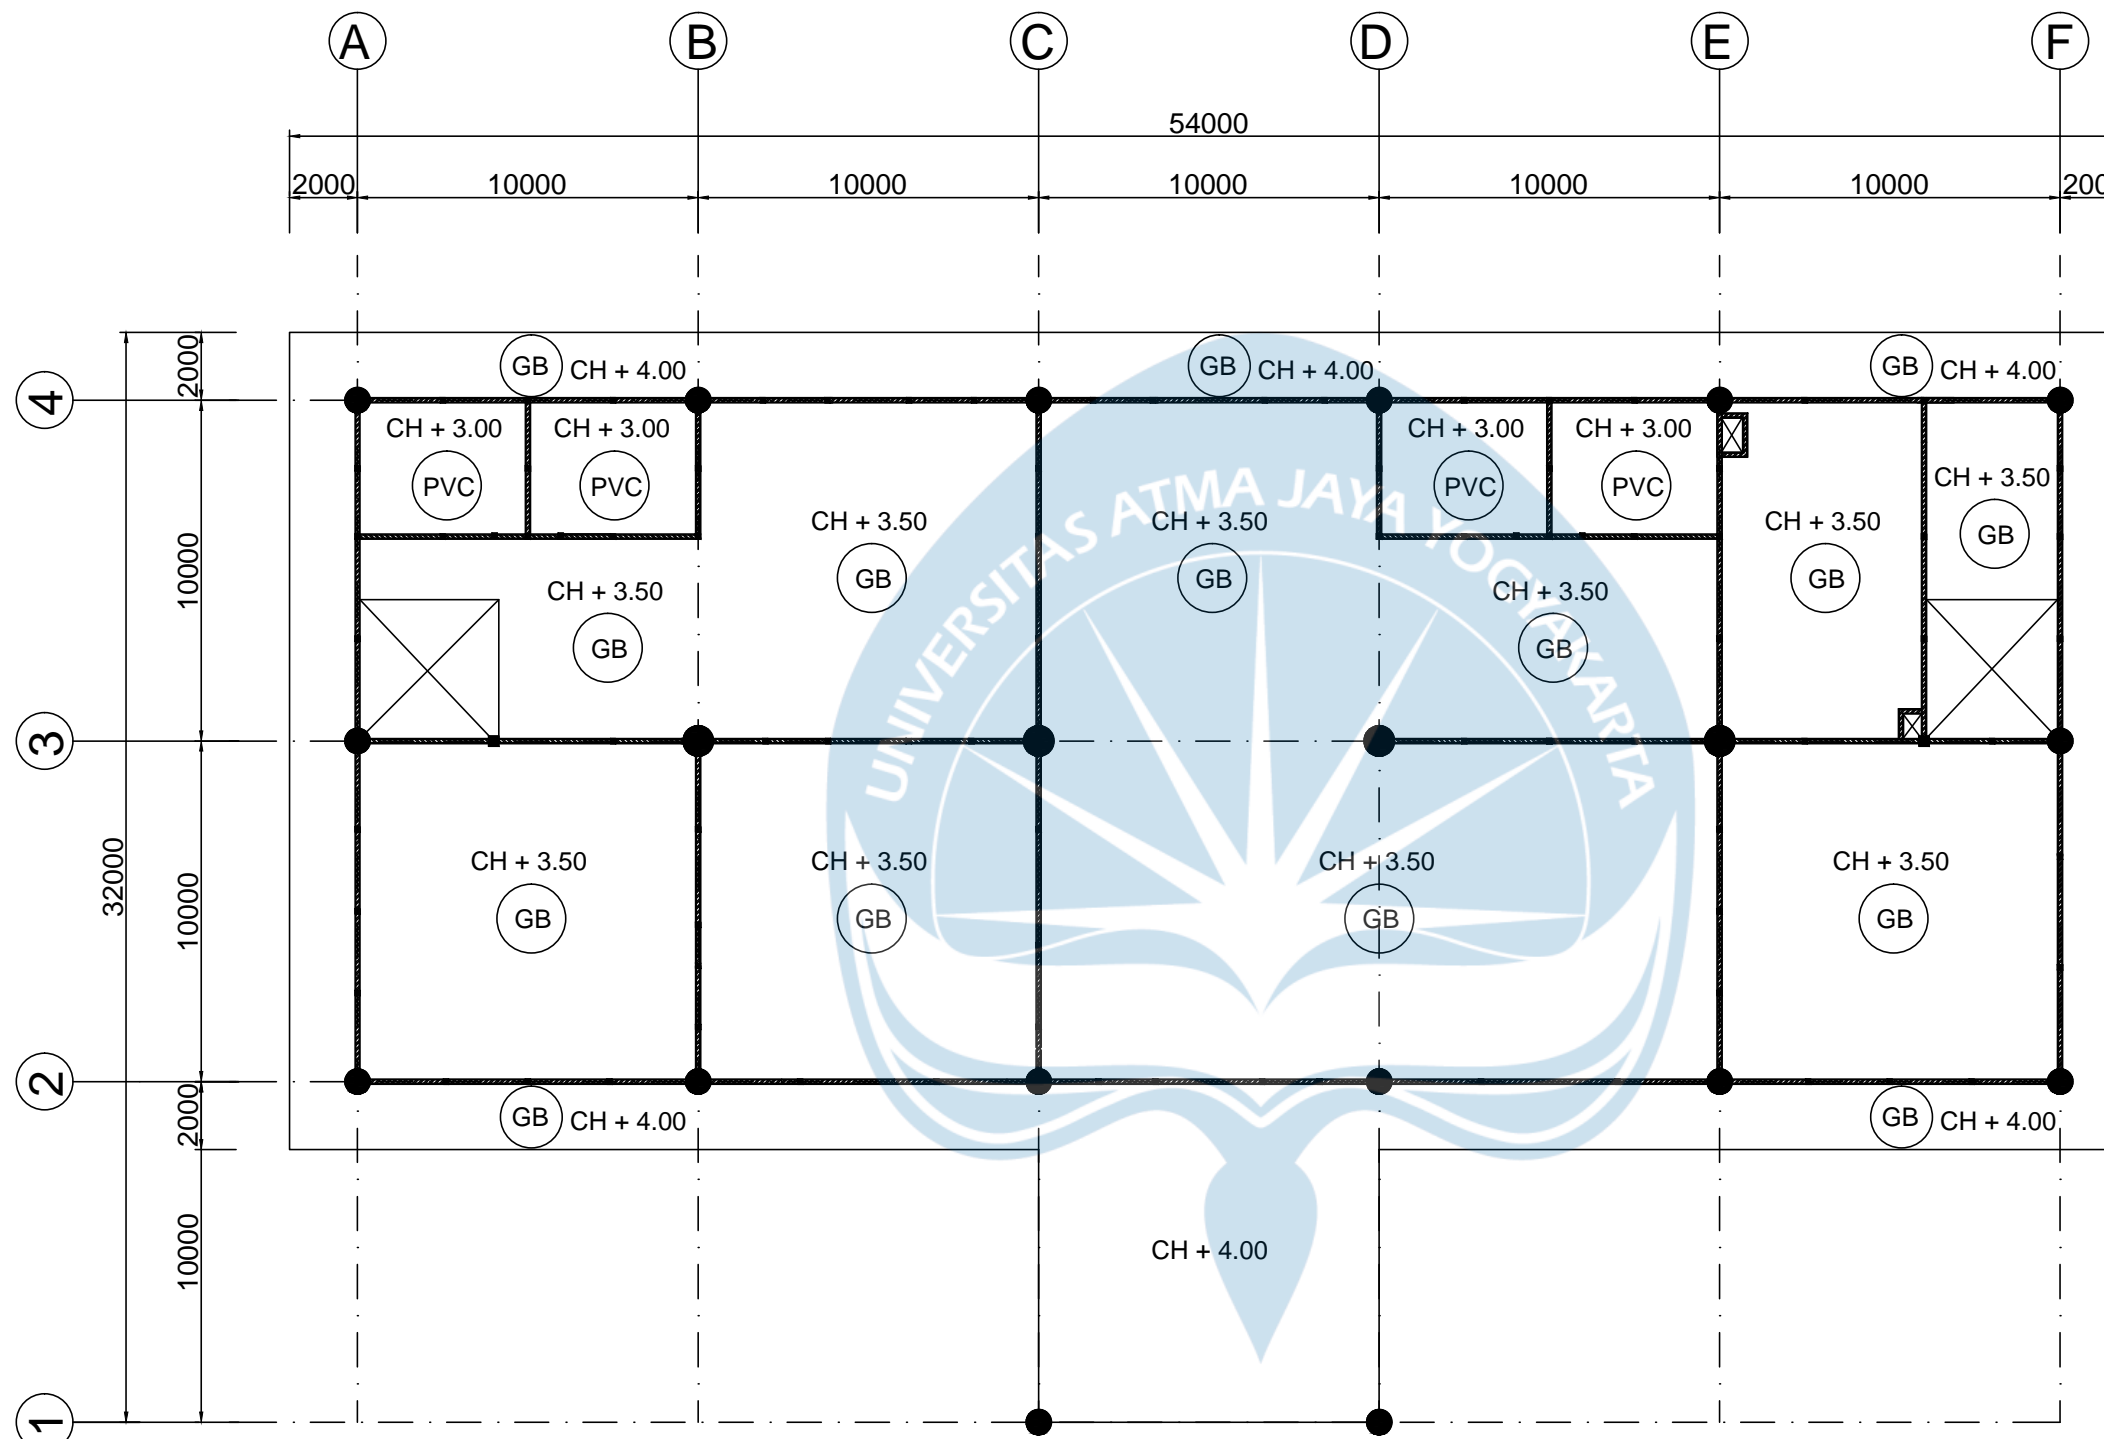 A B C D E F
54000
2000 10000 10000 10000 10000 10000 200
GB CH + 4.00 GB CH + 4.00 GB CH + 4.00
2000
4
CH + 3.00 CH + 3.00 CH + 3.00 CH + 3.00
PVC PVC PVC PVC
CH + 3.50
GB
CH + 3.50 CH + 3.50 CH + 3.50
GB GB GB
10000
CH + 3.50 CH + 3.50
GB GB
UNIVERSITAS ATMA JAYA YOGYAKARTA
3
32000
10000
CH + 3.50 CH + 3.50 CH + 3.50 CH + 3.50
GB GB GB GB
2
2000
GB CH + 4.00 GB CH + 4.00
10000
CH + 4.00
1